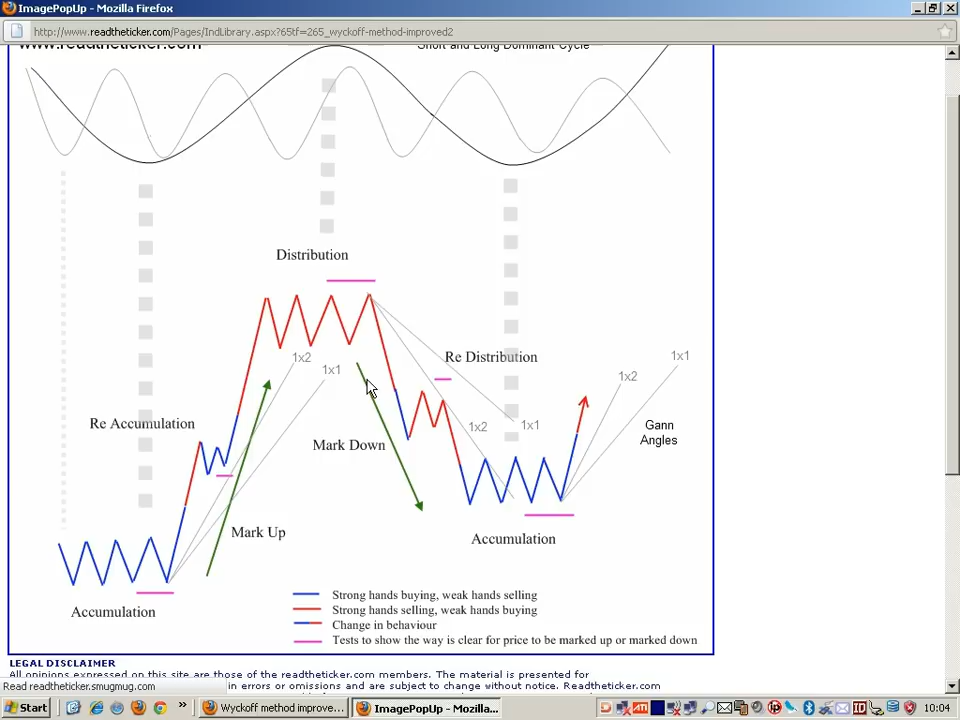 ImagePopUp - Mozilla Firefox
http://www.readtheticker.com/Pages/IndLibrary.aspx?65tf=265_wyckoff-method-improved2
www.readtheticker.com
Short and Long Dominant Cycle
Distribution
1x2
1x1
Re Distribution
1x1
1x2
Re Accumulation
Mark Down
1x2
1x1
Gann
Angles
Mark Up
Accumulation
Accumulation
Strong hands buying, weak hands selling
Strong hands selling, weak hands buying
Change in behaviour
Tests to show the way is clear for price to be marked up or marked down
LEGAL DISCLAIMER
All opinions expressed on this site are those of the readtheticker.com members. The material is presented for
Read readtheticker.smugmug.com
in errors or omissions and are subject to change without notice. Readtheticker.com
Start
»
Wyckoff method improve...
ImagePopUp - Mozilla...
ATI
10:04